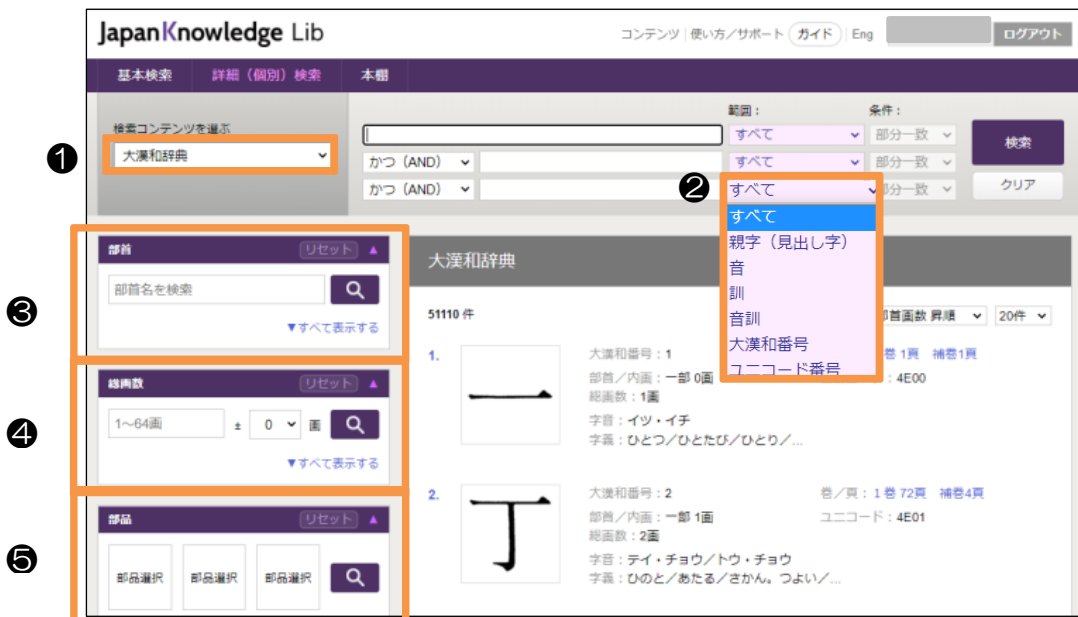 JapanKnowledge Lib
コンテンツ | 使い方／サポート ガイド | Eng ログアウト
基本検索 詳細（個別）検索 本棚
検索コンテンツを選ぶ
❶ 大漢和辞典
範囲： 条件：
すべて 部分一致 検索
かつ（AND） すべて 部分一致
かつ（AND） ❷ すべて 部分一致 クリア
すべて
親字（見出し字）
音
訓
音訓
大漢和番号
ユニコード番号
❸
部首 リセット ▲
部首名を検索
▼すべて表示する
❹
総画数 リセット ▲
1～64画 ± 0 画
▼すべて表示する
❺
部品 リセット ▲
部品選択 部品選択 部品選択
大漢和辞典
51110 件 部首画数 昇順 20件
1. 一
大漢和番号：1 巻 1頁 補巻1頁
部首／内画：一部 0画 ：4E00
総画数：1画
字音：イツ・イチ
字義：ひとつ／ひとたび／ひとり／...
2. 丁
大漢和番号：2 巻／頁：1巻 72頁 補巻4頁
部首／内画：一部 1画 ユニコード：4E01
総画数：2画
字音：テイ・チョウ／トウ・チョウ
字義：ひのと／あたる／さかん。つよい／...